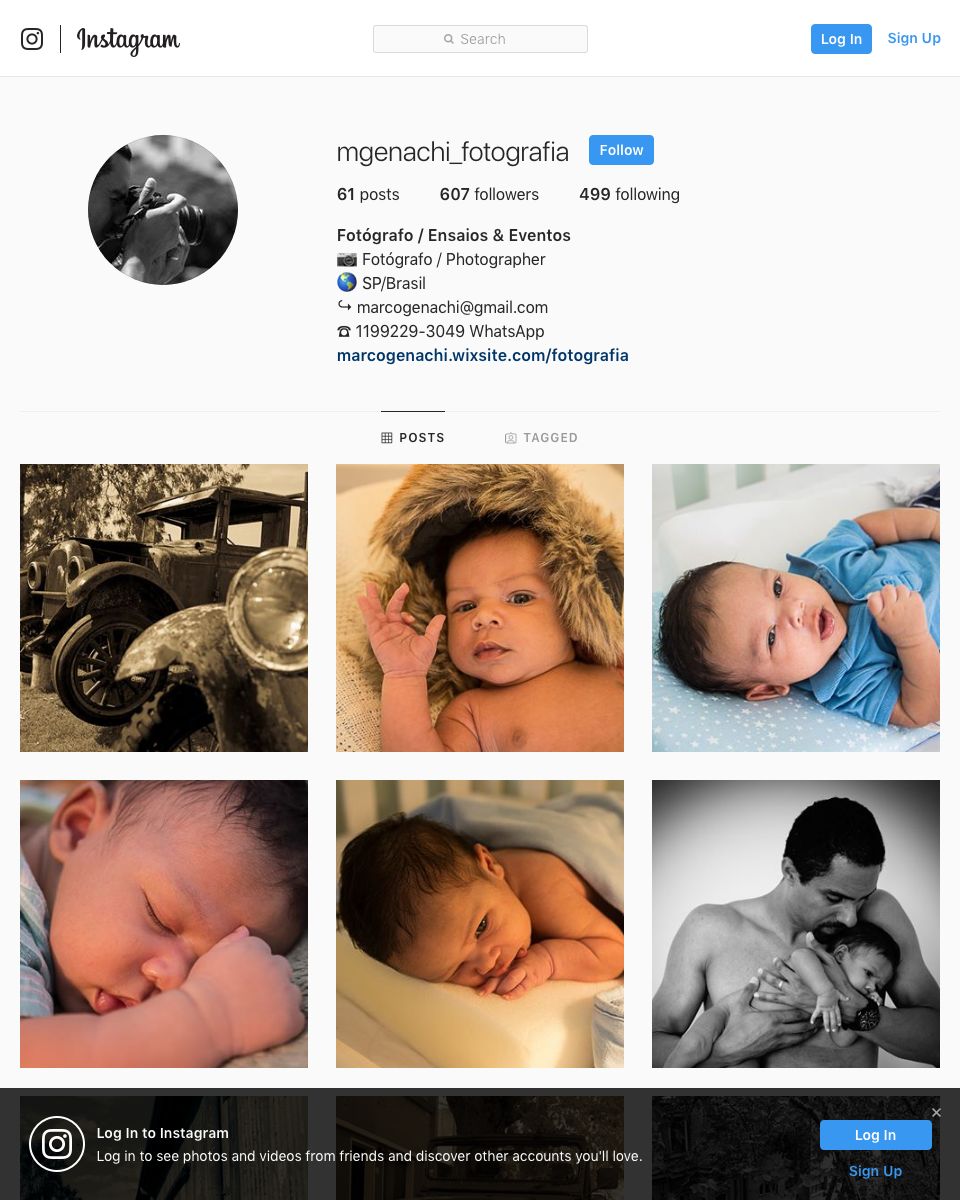 Instagram
Search
Log In
Sign Up
mgenachi_fotografia
Follow
61 posts 607 followers 499 following
Fotógrafo / Ensaios & Eventos
📷 Fotógrafo / Photographer
🌎 SP/Brasil
↪ marcogenachi@gmail.com
☎ 1199229-3049 WhatsApp
marcogenachi.wixsite.com/fotografia
POSTS TAGGED
Log In to Instagram
Log in to see photos and videos from friends and discover other accounts you'll love.
Log In
Sign Up